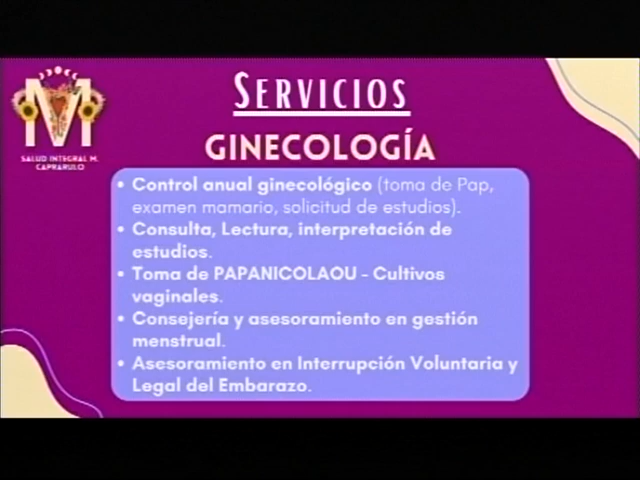 SERVICIOS
M
SALUD INTEGRAL M.
CAPRARULO
GINECOLOGÍA
• Control anual ginecológico (toma de Pap,
examen mamario, solicitud de estudios).
• Consulta, Lectura, interpretación de
estudios.
• Toma de PAPANICOLAOU - Cultivos
vaginales.
• Consejería y asesoramiento en gestión
menstrual.
• Asesoramiento en Interrupción Voluntaria y
Legal del Embarazo.